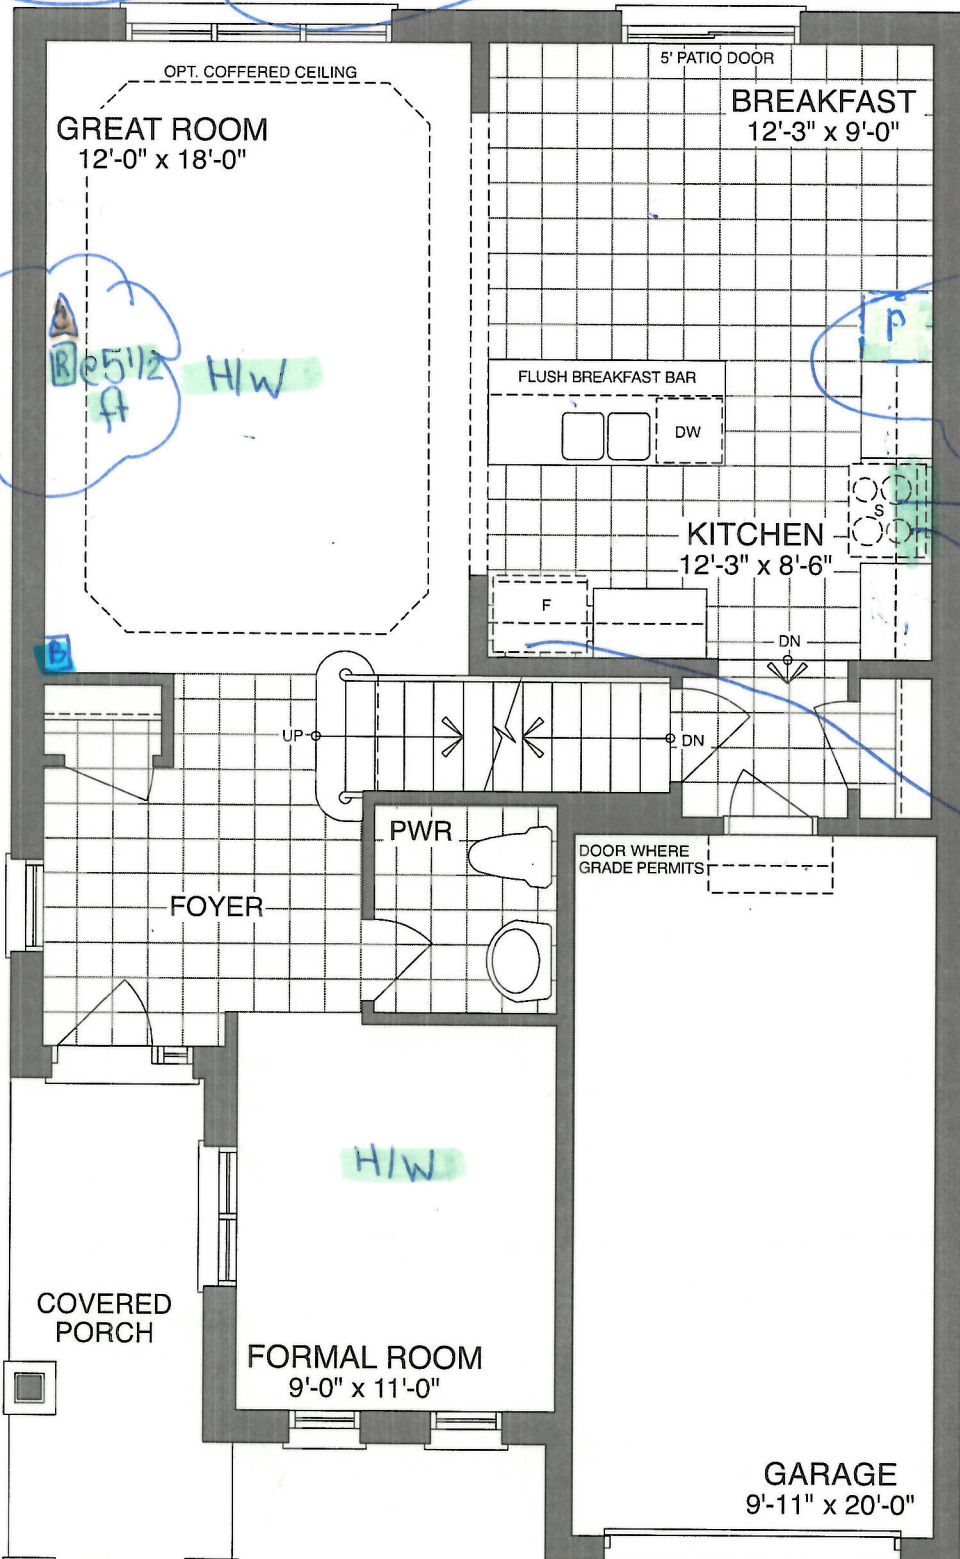 OPT. COFFERED CEILING
5' PATIO DOOR
GREAT ROOM
12'-0" x 18'-0"
BREAKFAST
12'-3" x 9'-0"
C
R @ 5 1/2
ft
H/W
P
FLUSH BREAKFAST BAR
DW
S
KITCHEN
12'-3" x 8'-6"
F
B
DN
UP
DN
PWR
DOOR WHERE
GRADE PERMITS
FOYER
H/W
COVERED
PORCH
FORMAL ROOM
9'-0" x 11'-0"
GARAGE
9'-11" x 20'-0"